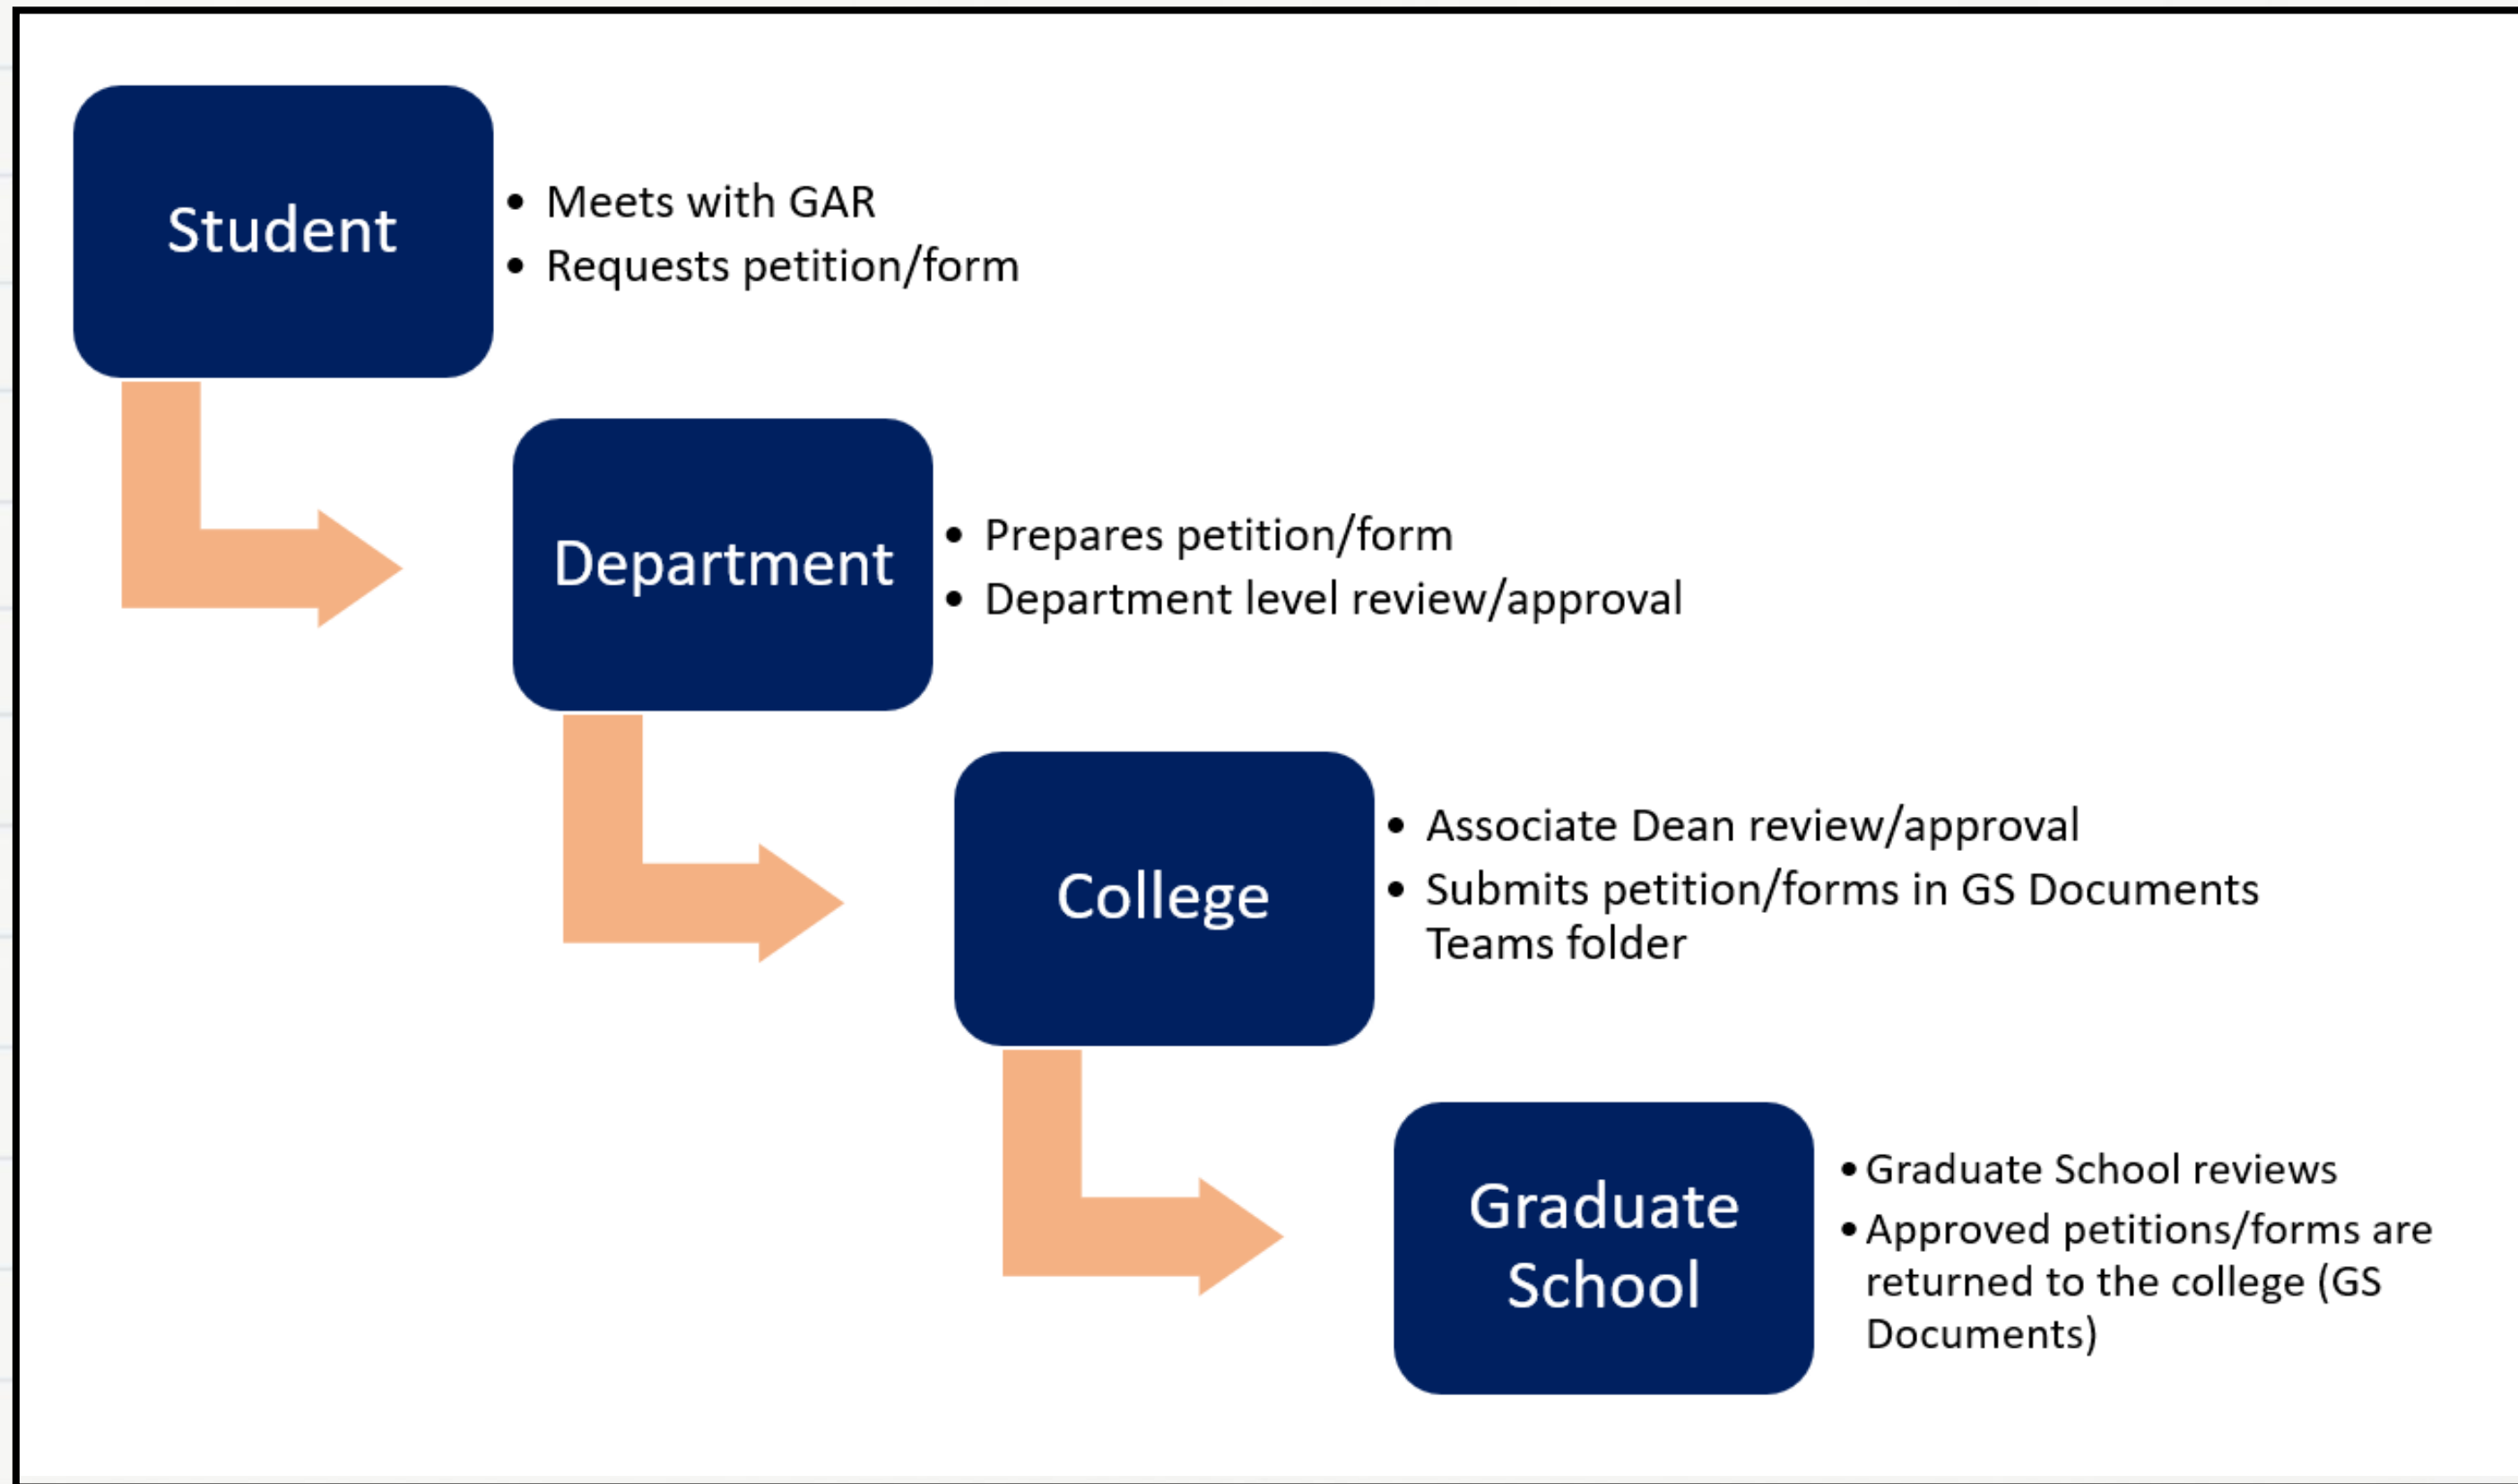 Student
• Meets with GAR
• Requests petition/form
Department
• Prepares petition/form
• Department level review/approval
College
• Associate Dean review/approval
• Submits petition/forms in GS Documents
Teams folder
Graduate
School
• Graduate School reviews
• Approved petitions/forms are
returned to the college (GS
Documents)